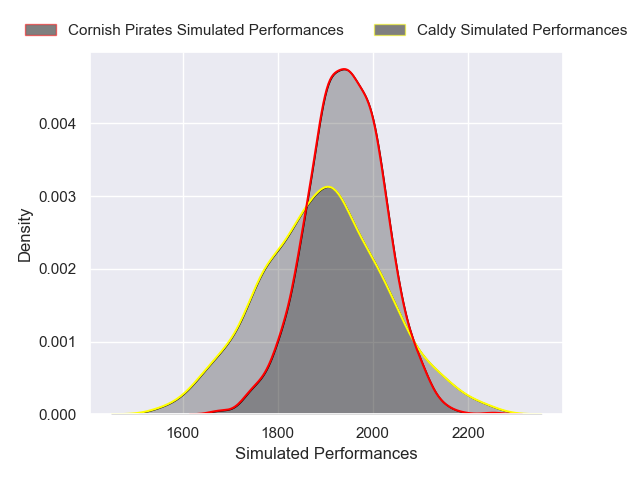 Cornish Pirates Simulated Performances Caldy Simulated Performances
0.004
0.003
0.002
0.001
0.000
Density
1600 1800 2000 2200
Simulated Performances